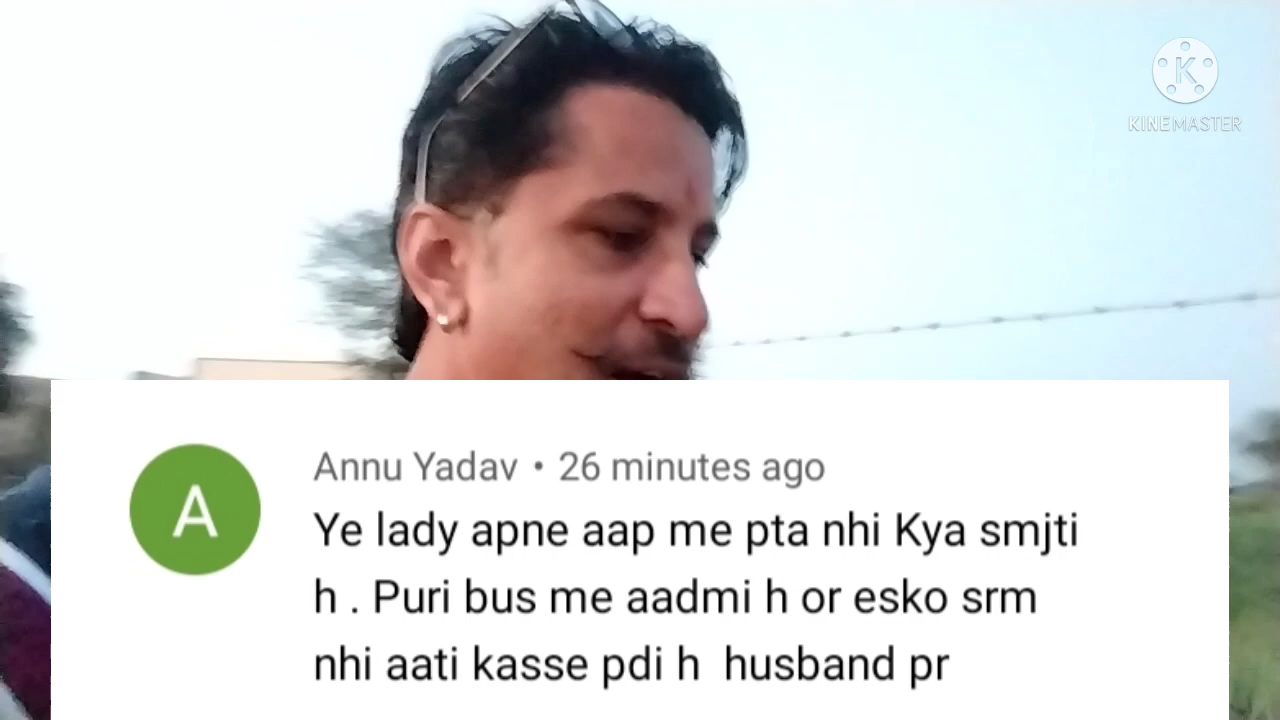 K
KINEMASTER
A
Annu Yadav • 26 minutes ago
Ye lady apne aap me pta nhi Kya smjti
h . Puri bus me aadmi h or esko srm
nhi aati kasse pdi h husband pr